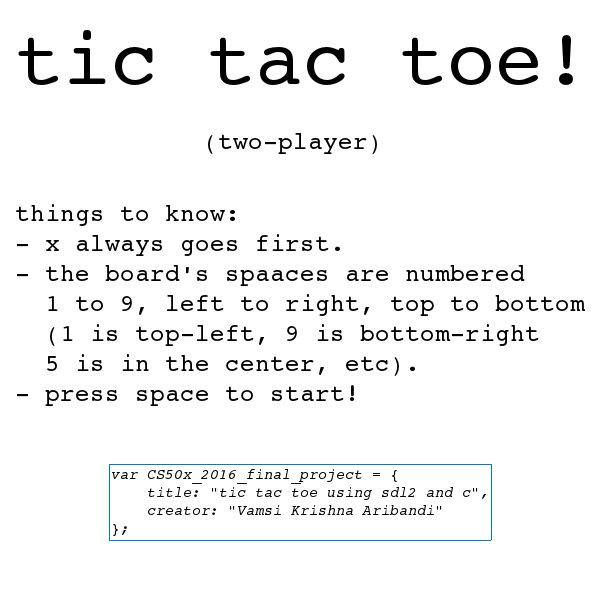 tic tac toe!
(two-player)
things to know:
- x always goes first.
- the board's spaaces are numbered
1 to 9, left to right, top to bottom
(1 is top-left, 9 is bottom-right
5 is in the center, etc).
- press space to start!
var CS50x_2016_final_project = {
title: "tic tac toe using sdl2 and c",
creator: "Vamsi Krishna Aribandi"
};